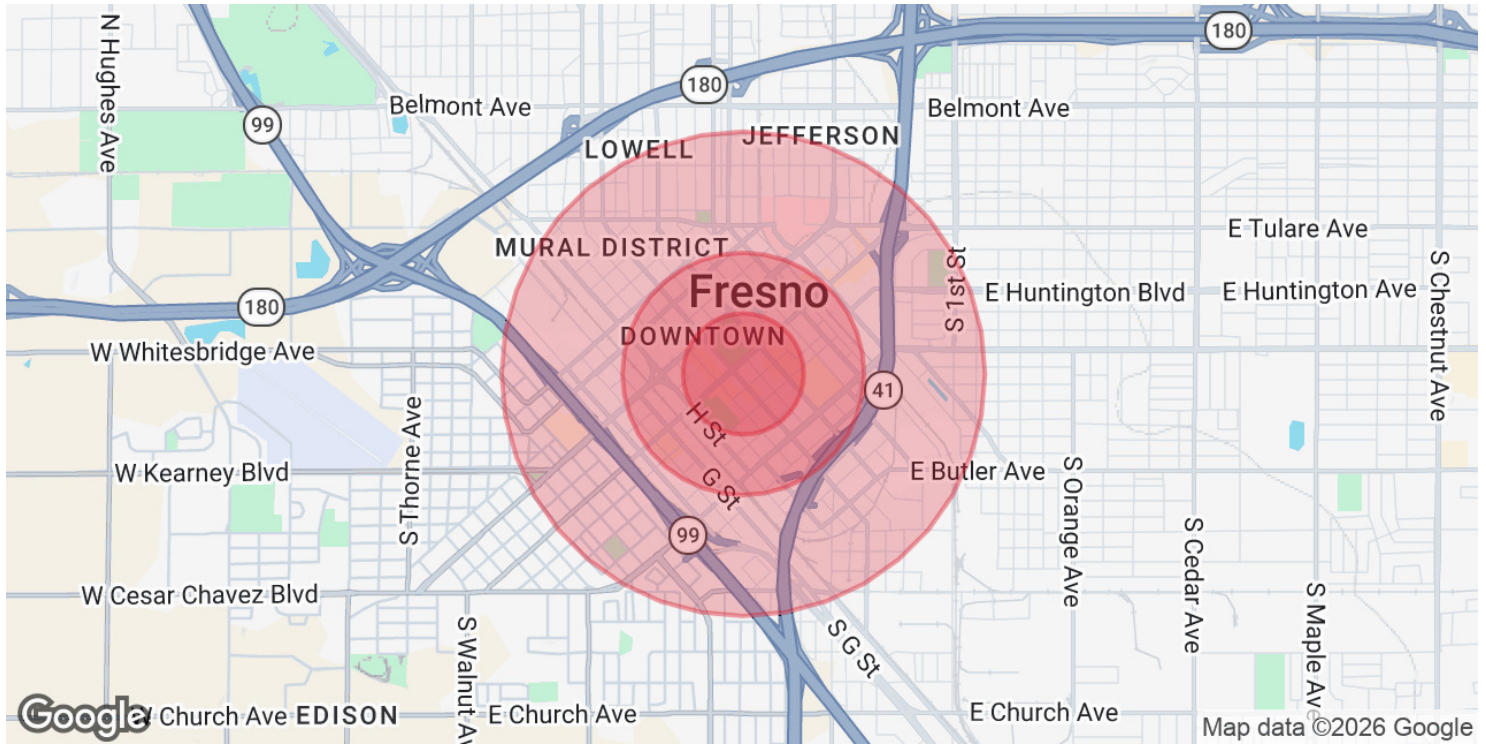 N Hughes Ave
180
180
Belmont Ave
Belmont Ave
99
JEFFERSON
LOWELL
E Tulare Ave
MURAL DISTRICT
S 1st St
S Chestnut Ave
Fresno
E Huntington Blvd
E Huntington Ave
180
DOWNTOWN
W Whitesbridge Ave
41
H St
S Thorne Ave
W Kearney Blvd
E Butler Ave
G St
S Orange Ave
99
S Cedar Ave
W Cesar Chavez Blvd
S Maple Ave
S Walnut Av
S G St
Google
W Church Ave
EDISON
E Church Ave
E Church Ave
Map data ©2026 Google